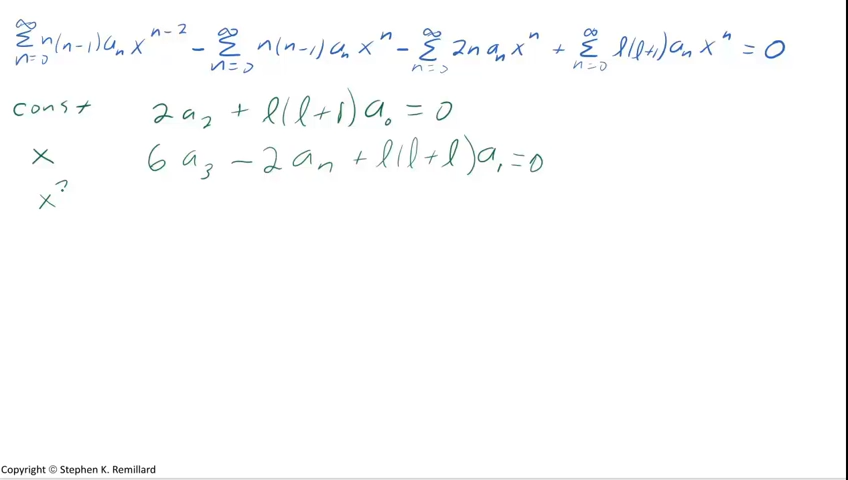 ∑_{n=0}^{∞} n(n-1)a_n x^{n-2} - ∑_{n=0}^{∞} n(n-1)a_n x^n - ∑_{n=0}^{∞} 2n a_n x^n + ∑_{n=0}^{∞} l(l+1)a_n x^n = 0
const 2a_2 + l(l+1)a_0 = 0
x 6a_3 - 2a_n + l(l+l)a_1 = 0
x^2
Copyright © Stephen K. Remillard